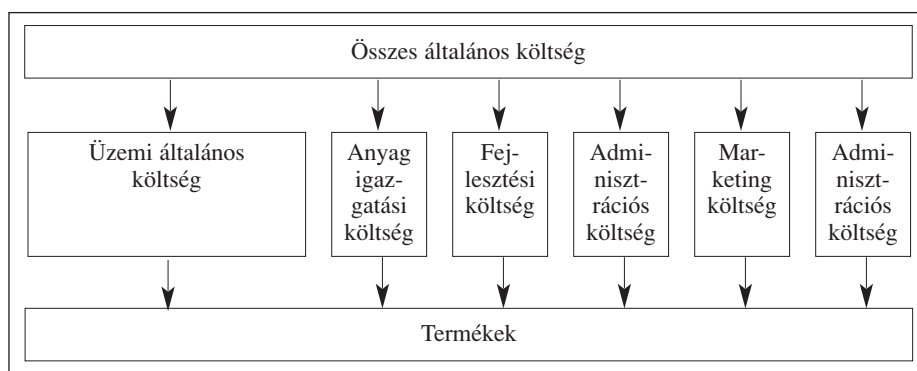 Összes általános költség
Üzemi általános
költség
Anyag
igaz-
gatási
költség
Fej-
lesztési
költség
Admi-
niszt-
rációs
költség
Mar-
keting
költség
Admi-
niszt-
rációs
költség
Termékek